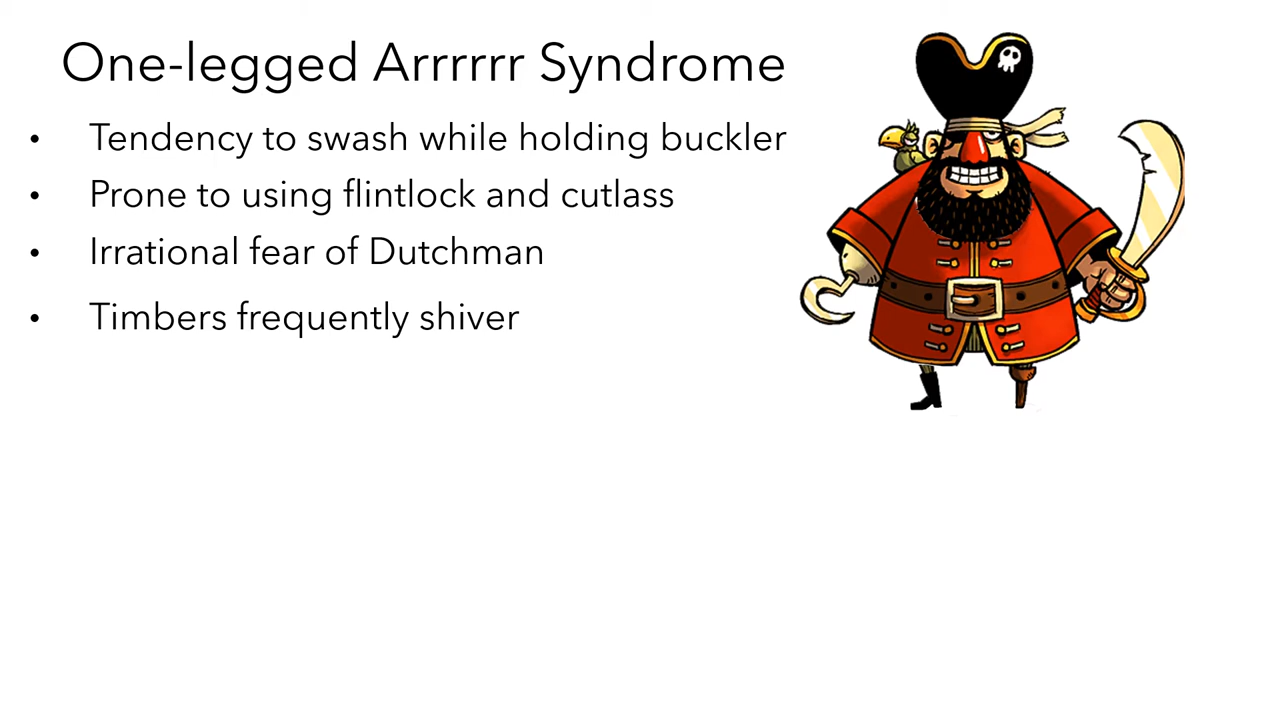 One-legged Arrrrrr Syndrome
• Tendency to swash while holding buckler
• Prone to using flintlock and cutlass
• Irrational fear of Dutchman
• Timbers frequently shiver